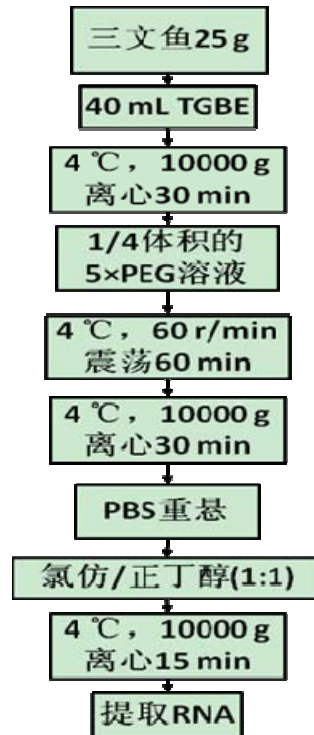 三文鱼25 g
40 mL TGBE
4 ℃，10000 g
离心30 min
1/4体积的
5×PEG溶液
4 ℃，60 r/min
震荡60 min
4 ℃，10000 g
离心30 min
PBS重悬
氯仿/正丁醇(1:1)
4 ℃，10000 g
离心15 min
提取RNA